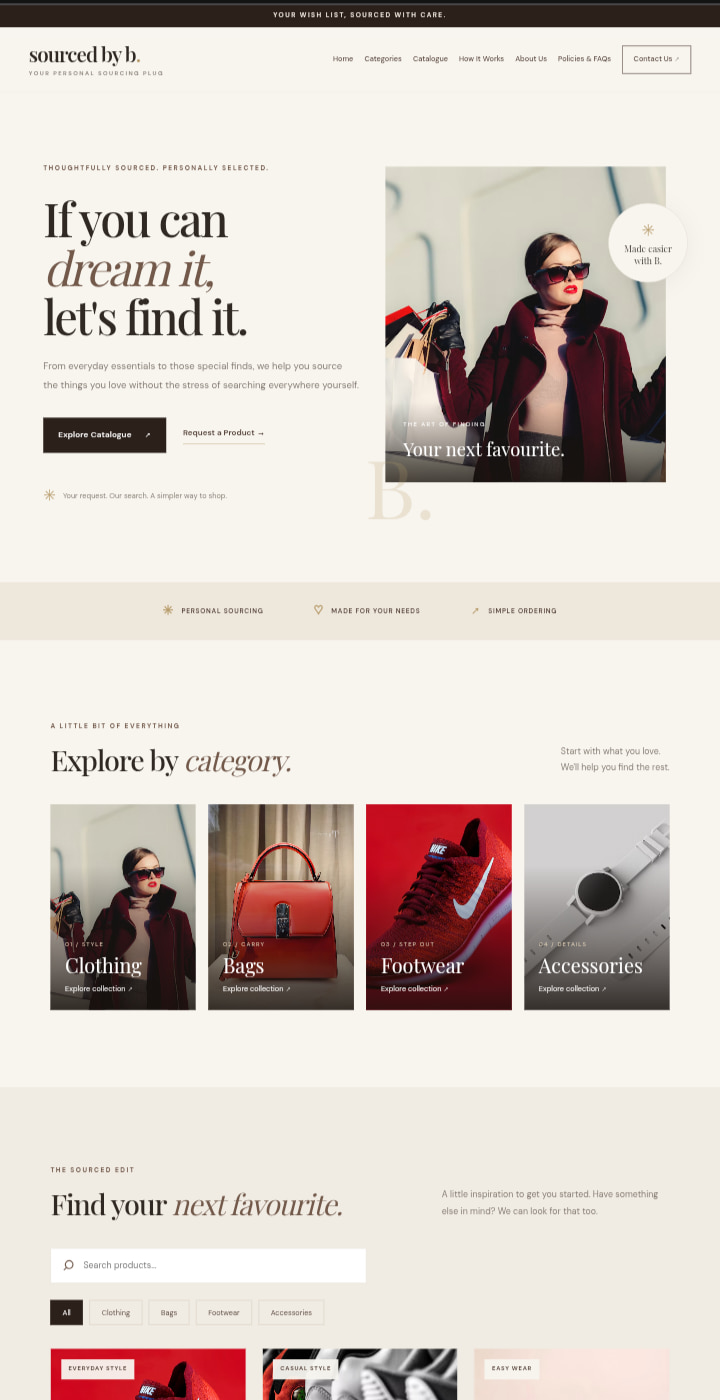 YOUR WISH LIST, SOURCED WITH CARE.
sourced by b.
YOUR PERSONAL SOURCING PLUG
Home Categories Catalogue How It Works About Us Policies & FAQs Contact Us ↗
THOUGHTFULLY SOURCED. PERSONALLY SELECTED.
If you can
dream it,
let's find it.
From everyday essentials to those special finds, we help you source
the things you love without the stress of searching everywhere yourself.
Explore Catalogue ↗
Request a Product →
Your request. Our search. A simpler way to shop.
Made easier
with B.
THE ART OF FINDING
Your next favourite.
B.
PERSONAL SOURCING
MADE FOR YOUR NEEDS
SIMPLE ORDERING
A LITTLE BIT OF EVERYTHING
Explore by category.
Start with what you love.
We'll help you find the rest.
01 / STYLE
Clothing
Explore collection ↗
02 / CARRY
Bags
Explore collection ↗
NIKE
03 / STEP OUT
Footwear
Explore collection ↗
04 / DETAILS
Accessories
Explore collection ↗
THE SOURCED EDIT
Find your next favourite.
A little inspiration to get you started. Have something
else in mind? We can look for that too.
Search products...
All Clothing Bags Footwear Accessories
EVERYDAY STYLE
CASUAL STYLE
EASY WEAR